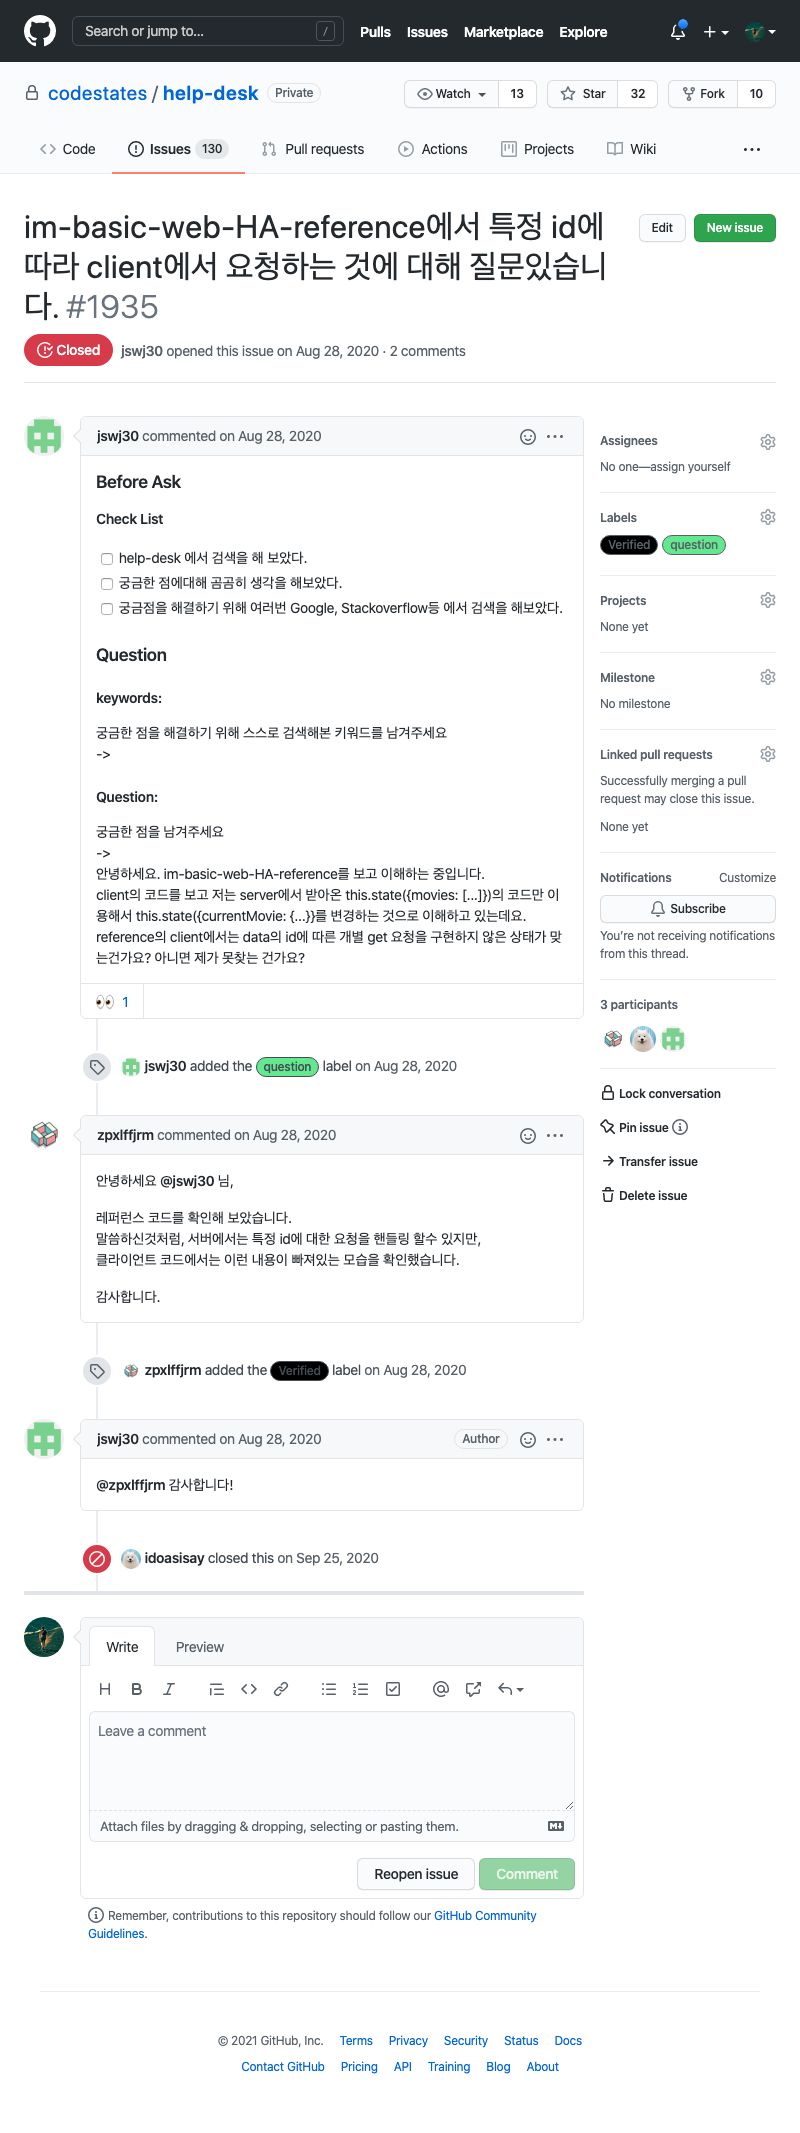 Search or jump to... /
Pulls Issues Marketplace Explore
codestates / help-desk Private
Watch 13 Star 32 Fork 10
Code Issues 130 Pull requests Actions Projects Wiki
im-basic-web-HA-reference에서 특정 id에
따라 client에서 요청하는 것에 대해 질문있습니
다. #1935
Edit New issue
Closed jswj30 opened this issue on Aug 28, 2020 · 2 comments
jswj30 commented on Aug 28, 2020
Before Ask
Check List
help-desk 에서 검색을 해 보았다.
궁금한 점에대해 곰곰히 생각을 해보았다.
궁금점을 해결하기 위해 여러번 Google, Stackoverflow등 에서 검색을 해보았다.
Question
keywords:
궁금한 점을 해결하기 위해 스스로 검색해본 키워드를 남겨주세요
->
Question:
궁금한 점을 남겨주세요
->
안녕하세요. im-basic-web-HA-reference를 보고 이해하는 중입니다.
client의 코드를 보고 저는 server에서 받아온 this.state({movies: [...]})의 코드만 이
용해서 this.state({currentMovie: {...}}를 변경하는 것으로 이해하고 있는데요.
reference의 client에서는 data의 id에 따른 개별 get 요청을 구현하지 않은 상태가 맞
는건가요? 아니면 제가 못찾는 건가요?
👀 1
jswj30 added the question label on Aug 28, 2020
zpxlffjrm commented on Aug 28, 2020
안녕하세요 @jswj30 님,
레퍼런스 코드를 확인해 보았습니다.
말씀하신것처럼, 서버에서는 특정 id에 대한 요청을 핸들링 할수 있지만,
클라이언트 코드에서는 이런 내용이 빠져있는 모습을 확인했습니다.
감사합니다.
zpxlffjrm added the Verified label on Aug 28, 2020
jswj30 commented on Aug 28, 2020 Author
@zpxlffjrm 감사합니다!
idoasisay closed this on Sep 25, 2020
Write Preview
Leave a comment
Attach files by dragging & dropping, selecting or pasting them.
Reopen issue Comment
Remember, contributions to this repository should follow our GitHub Community
Guidelines.
Assignees
No one—assign yourself
Labels
Verified question
Projects
None yet
Milestone
No milestone
Linked pull requests
Successfully merging a pull
request may close this issue.
None yet
Notifications Customize
Subscribe
You're not receiving notifications
from this thread.
3 participants
Lock conversation
Pin issue
Transfer issue
Delete issue
© 2021 GitHub, Inc. Terms Privacy Security Status Docs
Contact GitHub Pricing API Training Blog About